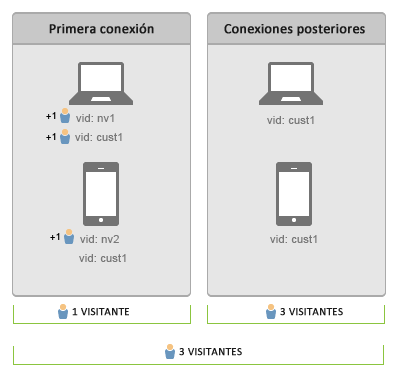 Primera conexión
Conexiones posteriores
+1 vid: nv1
+1 vid: cust1
vid: cust1
+1 vid: nv2
vid: cust1
vid: cust1
1 VISITANTE
3 VISITANTES
3 VISITANTES